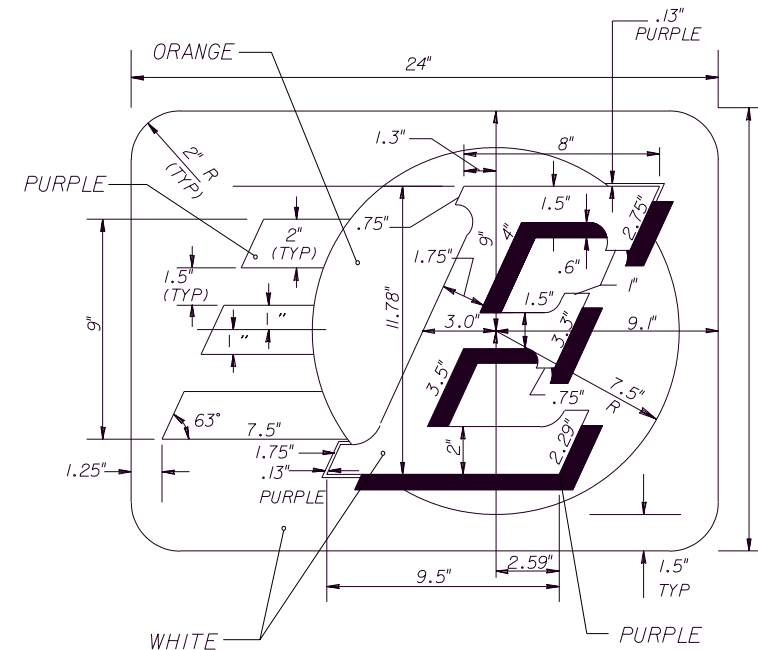 .13"
PURPLE
ORANGE
24"
1.3"
8"
2" R
(TYP)
PURPLE
.75"
1.5"
2.75"
4"
9"
2"
(TYP)
1.75"
.6"
1.5"
(TYP)
1"
11.78"
1.5"
9"
1"
1"
3.0"
3.3"
9.1"
3.5"
7.5"
R
.75"
63°
7.5"
2.29"
1.75"
2"
1.25"
.13"
PURPLE
2.59"
9.5"
1.5"
TYP
WHITE
PURPLE